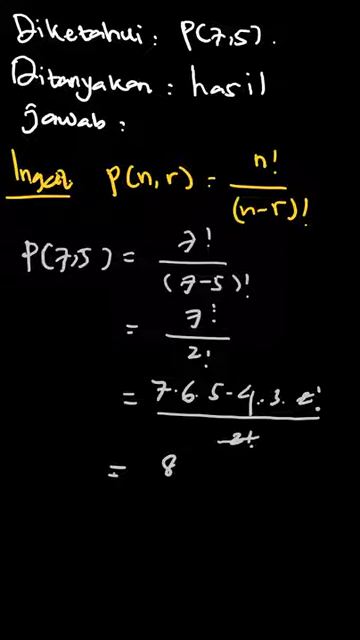 Diketahui : P(7,5).
Ditanyakan : hasil
Jawab :
Ingat P(n, r) = n! / (n-r)!
P(7,5) = 7! / (7-5)!
= 7! / 2!
= 7.6.5.4.3.2! / 2!
= 8